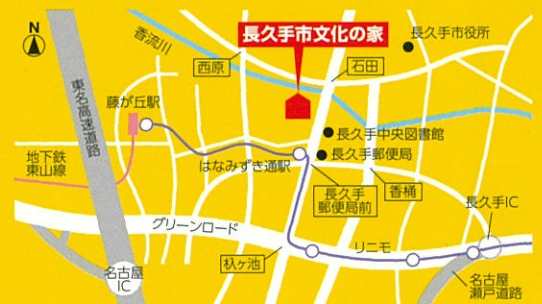 N
香流川
長久手市文化の家
長久手市役所
西原
石田
東名高速道路
藤が丘駅
長久手中央図書館
長久手郵便局
地下鉄
東山線
はなみずき通駅
長久手
郵便局前
香桶
長久手IC
グリーンロード
リニモ
杁ヶ池
名古屋
IC
名古屋
瀬戸道路